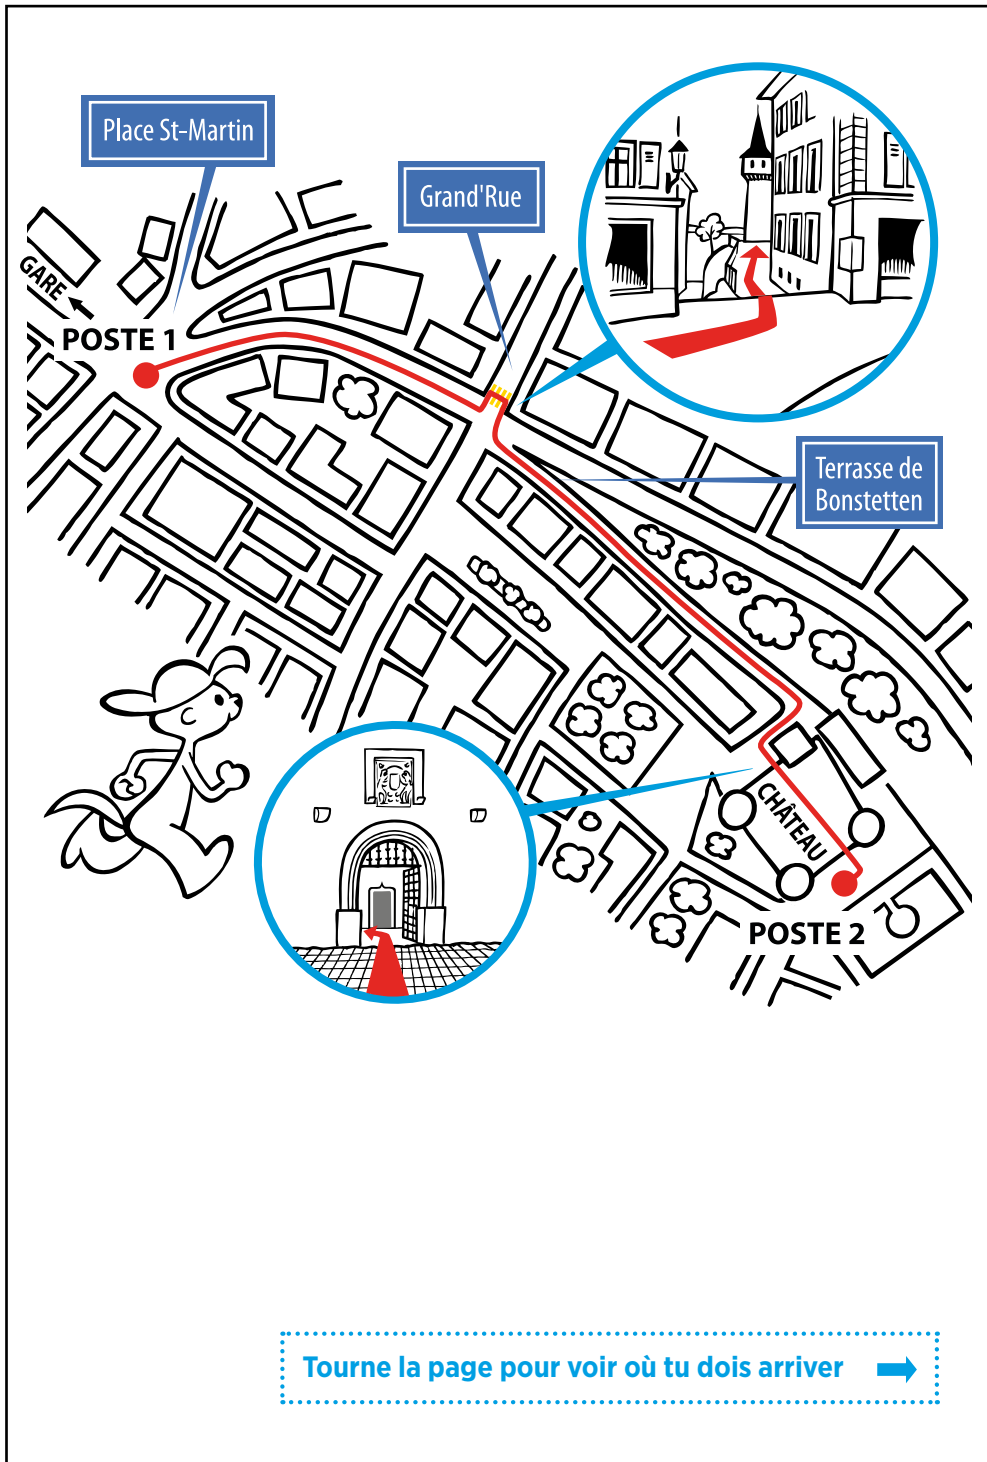 Place St-Martin
Grand'Rue
GARE
POSTE 1
Terrasse de
Bonstetten
CHÂTEAU
POSTE 2
Tourne la page pour voir où tu dois arriver